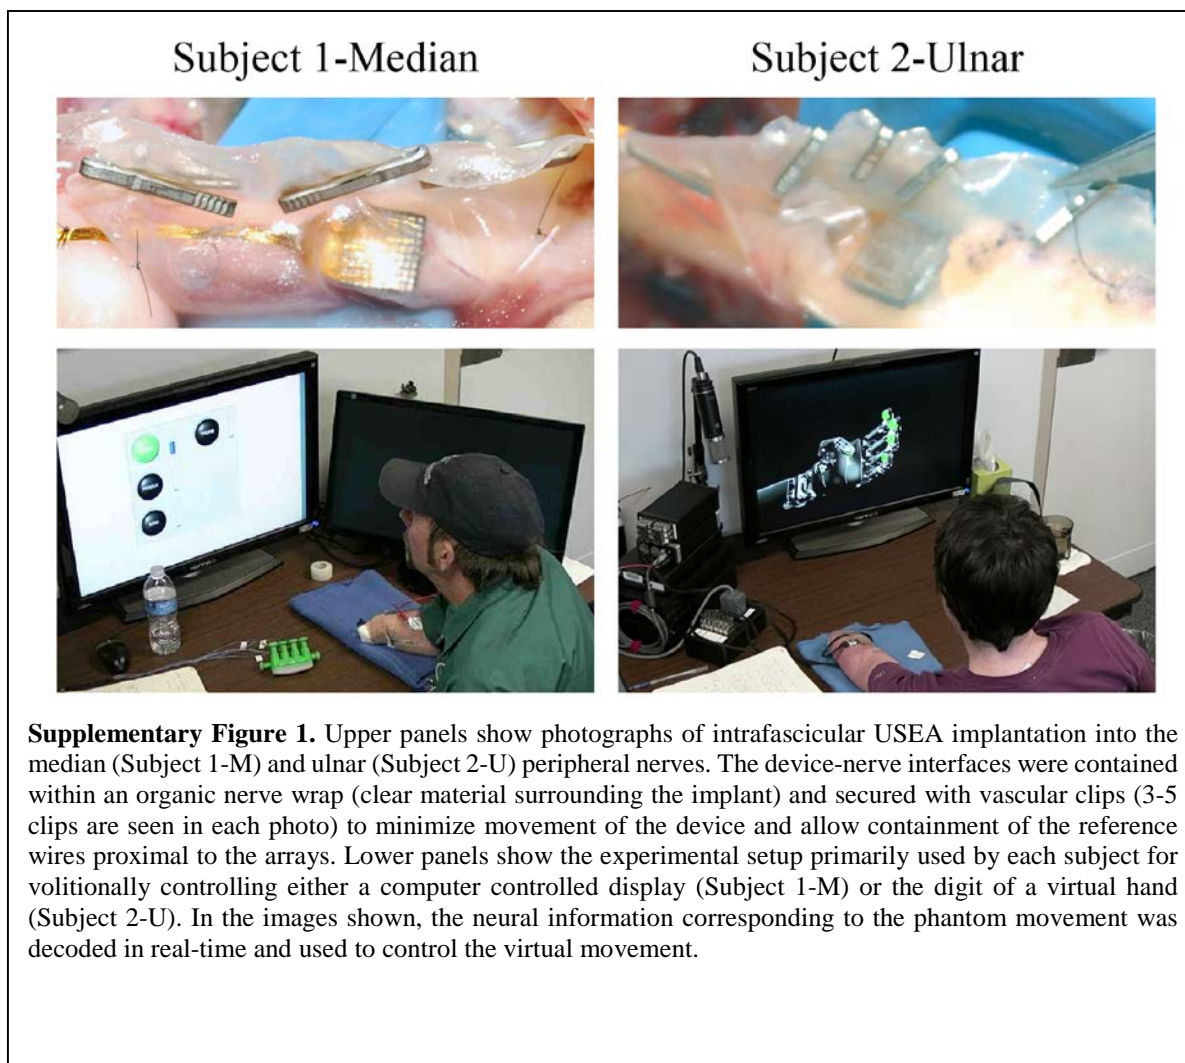 Subject 1-Median
Subject 2-Ulnar
Supplementary Figure 1. Upper panels show photographs of intrafascicular USEA implantation into the
median (Subject 1-M) and ulnar (Subject 2-U) peripheral nerves. The device-nerve interfaces were contained
within an organic nerve wrap (clear material surrounding the implant) and secured with vascular clips (3-5
clips are seen in each photo) to minimize movement of the device and allow containment of the reference
wires proximal to the arrays. Lower panels show the experimental setup primarily used by each subject for
volitionally controlling either a computer controlled display (Subject 1-M) or the digit of a virtual hand
(Subject 2-U). In the images shown, the neural information corresponding to the phantom movement was
decoded in real-time and used to control the virtual movement.